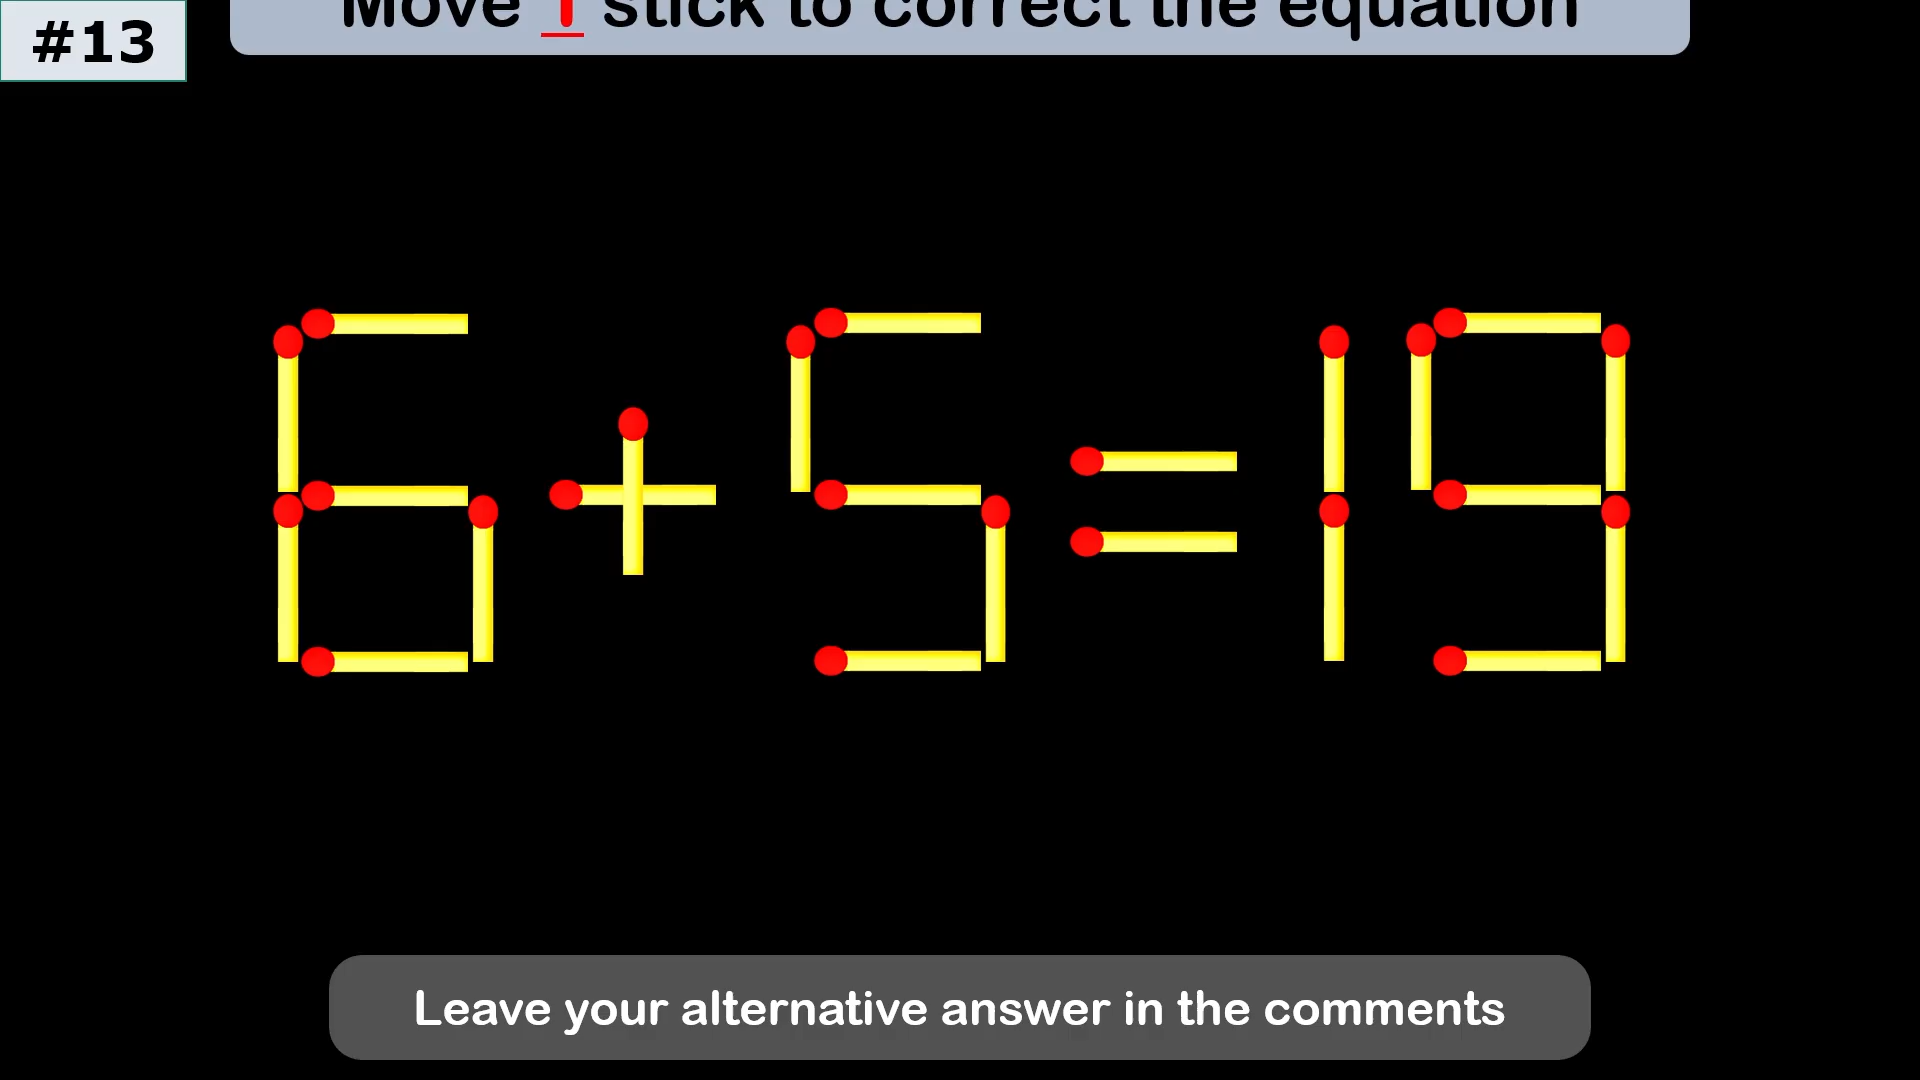 #13
Move 1 stick to correct the equation
6+5=19
Leave your alternative answer in the comments